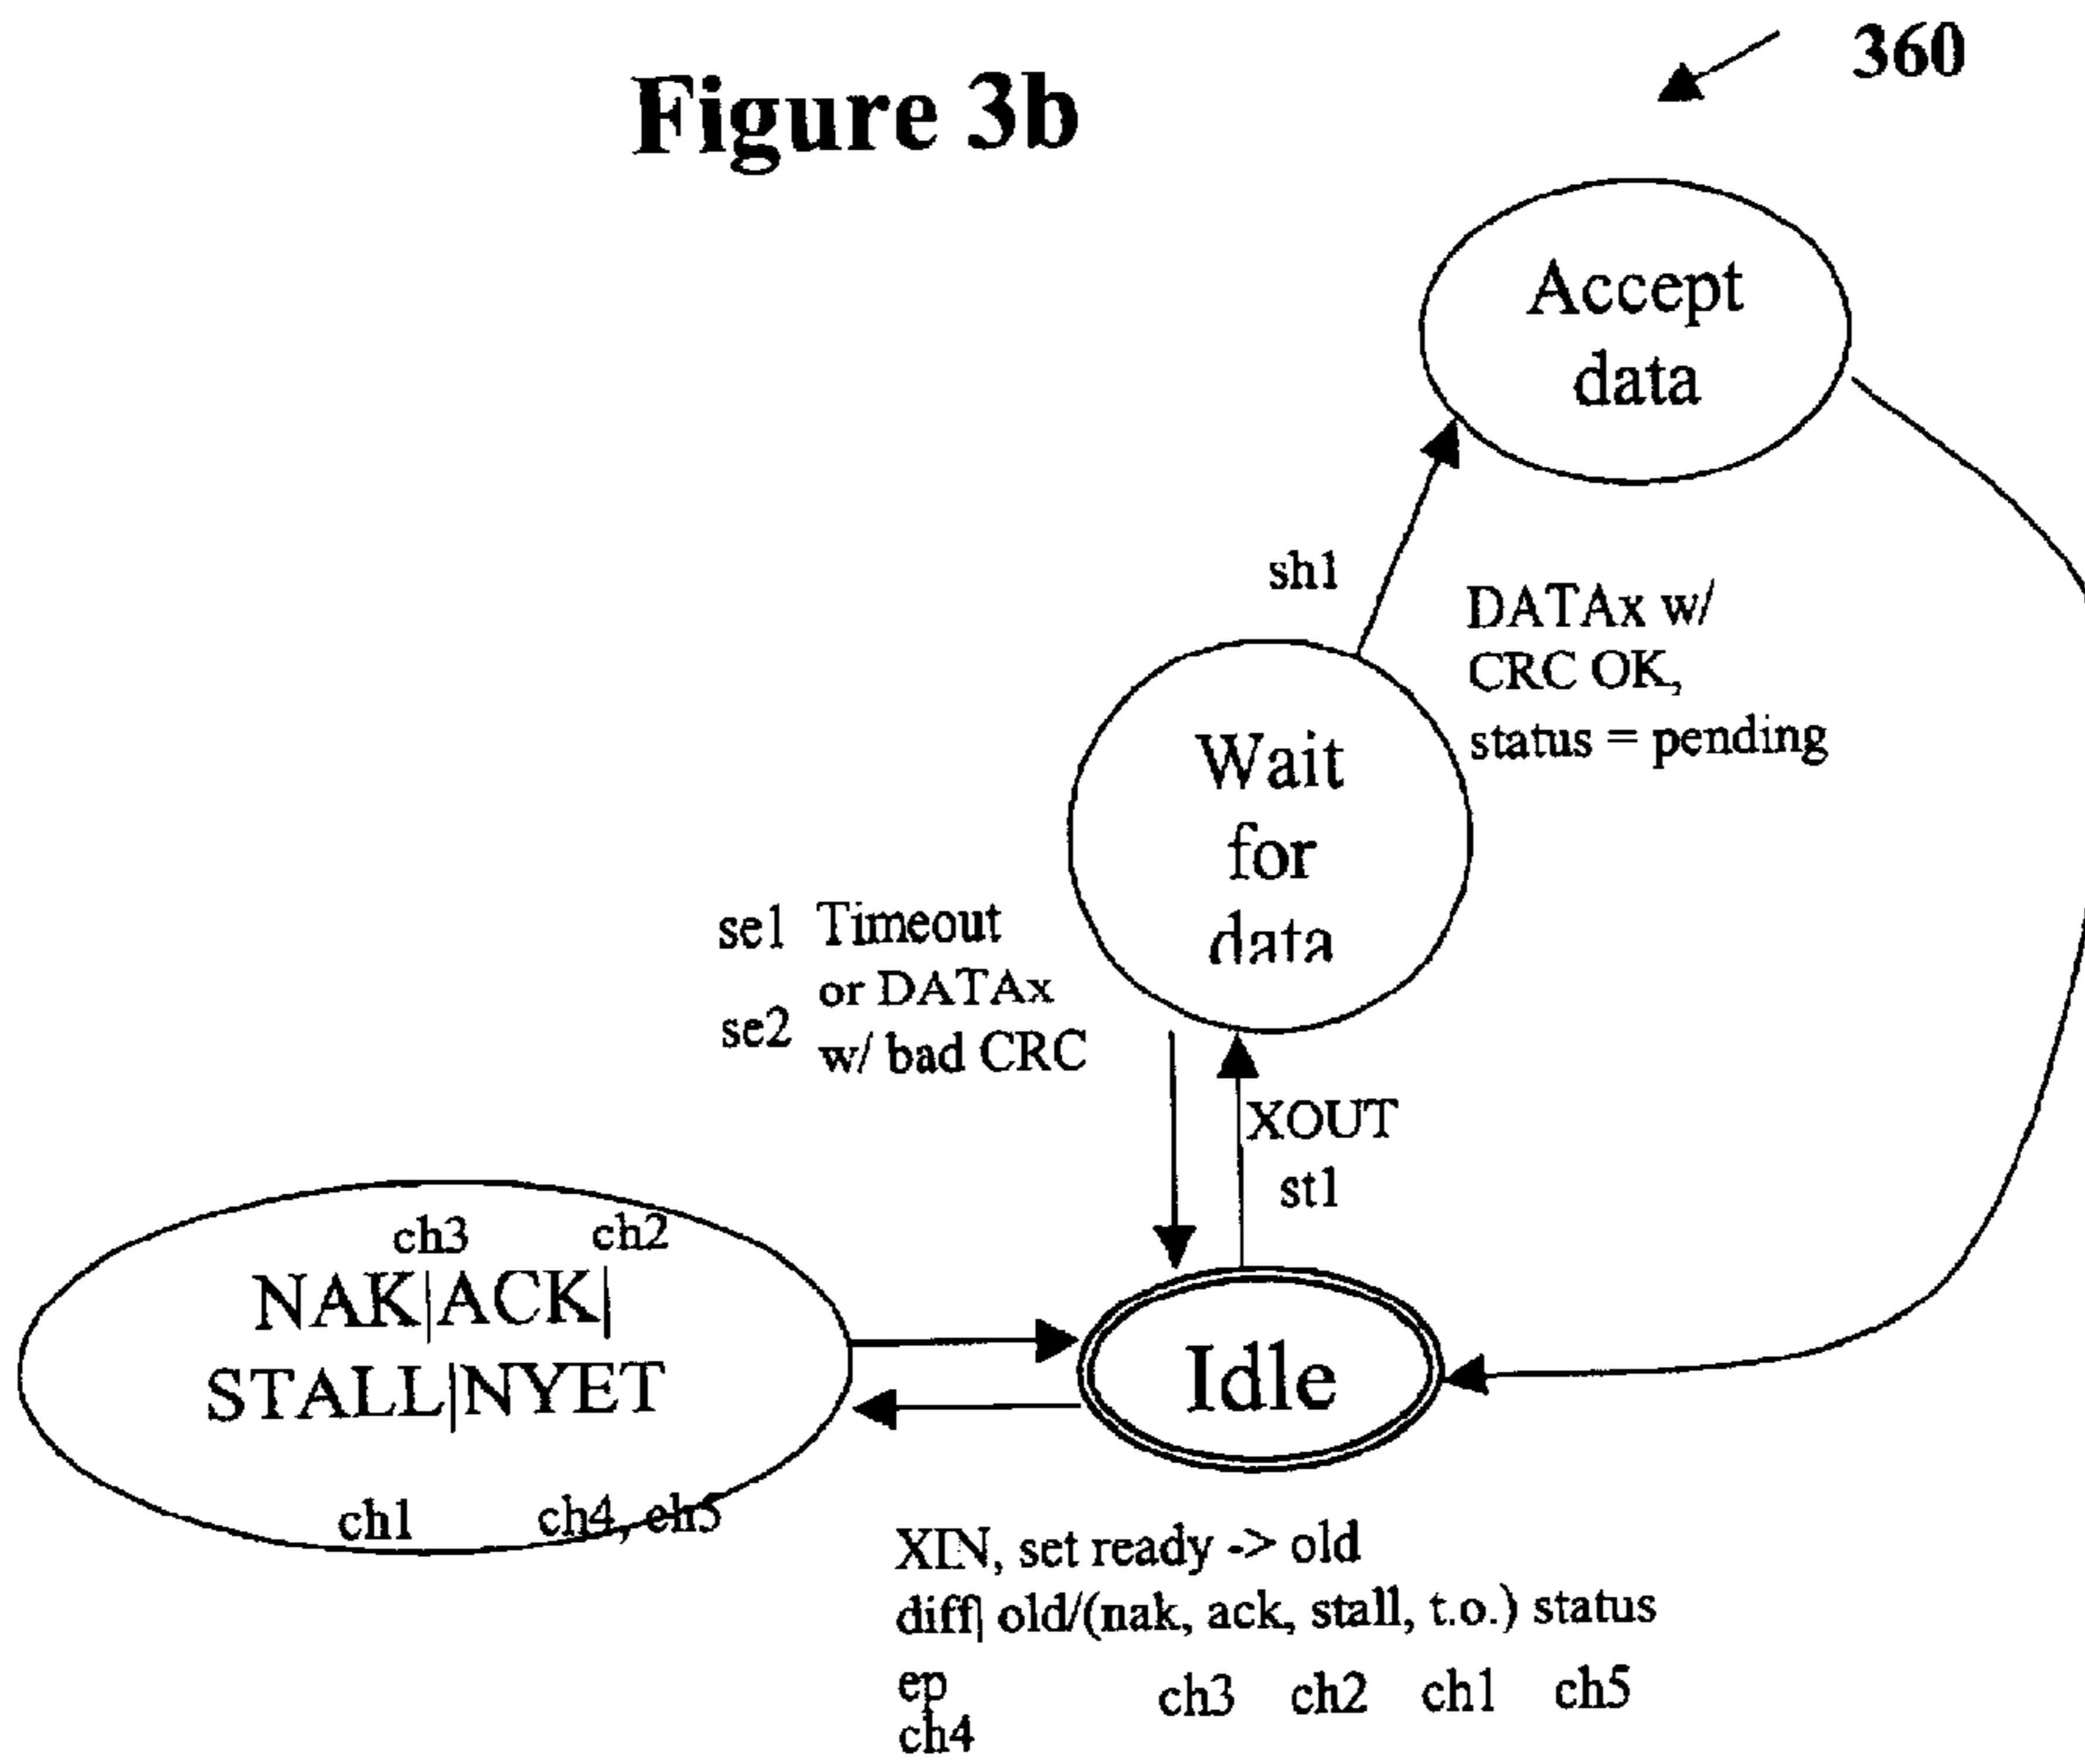 360
Figure 3b
Accept
data
sh1
DATAx w/
CRC OK,
status = pending
Wait
for
data
se1 Timeout
or DATAx
se2
w/ bad CRC
XOUT
st1
ch3 ch2
NAK|ACK|
STALL|NYET
ch1 ch4, ch5
Idle
XIN, set ready -> old
diff| old/(nak, ack, stall, t.o.) status
ep
ch3 ch2 ch1 ch5
ch4